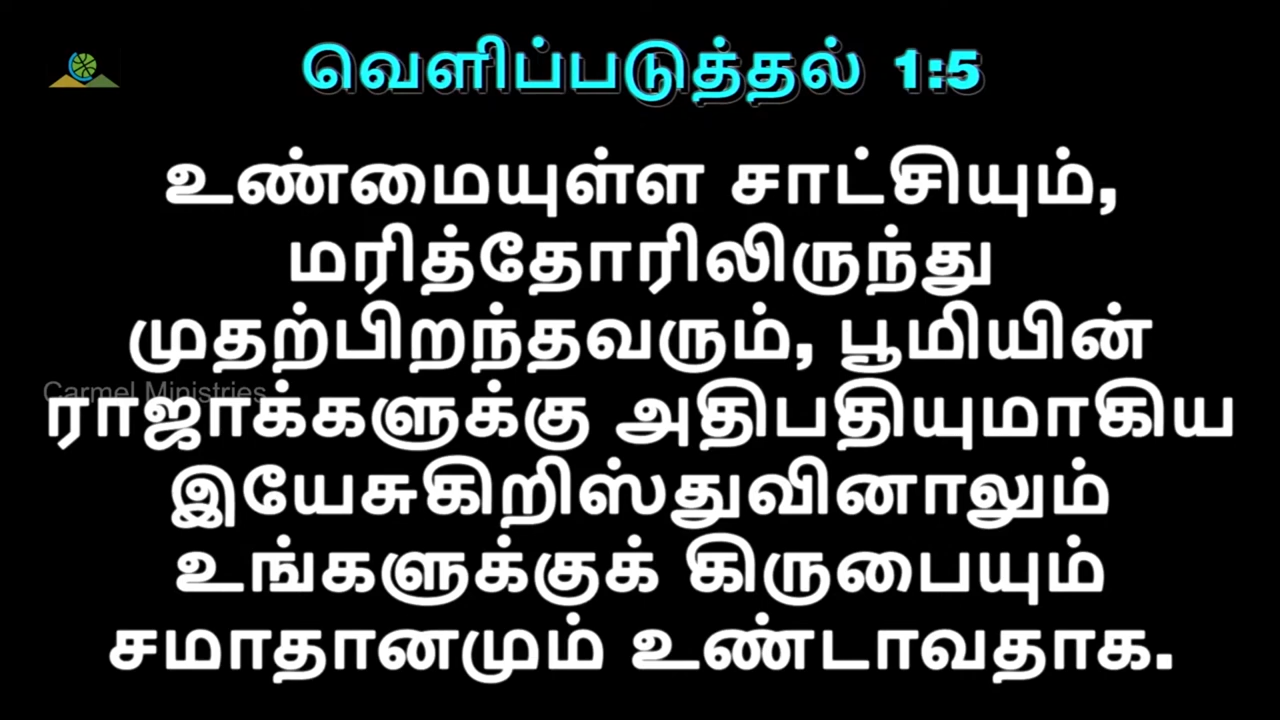 வெளிப்படுத்தல் 1:5
உண்மையுள்ள சாட்சியும்,
மரித்தோரிலிருந்து
முதற்பிறந்தவரும், பூமியின்
Carmel Ministries
ராஜாக்களுக்கு அதிபதியுமாகிய
இயேசுகிறிஸ்துவினாலும்
உங்களுக்குக் கிருபையும்
சமாதானமும் உண்டாவதாக.